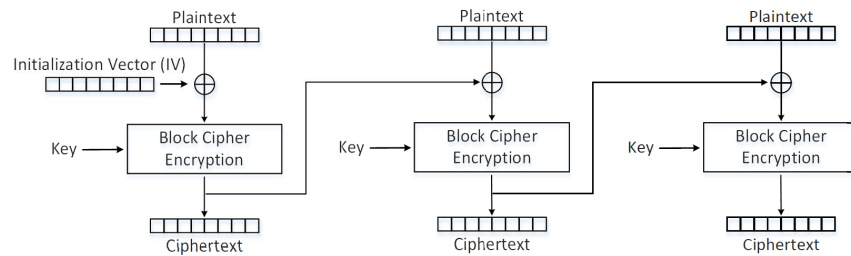 Plaintext
Plaintext
Plaintext
Initialization Vector (IV)
Key
Block Cipher
Encryption
Key
Block Cipher
Encryption
Key
Block Cipher
Encryption
Ciphertext
Ciphertext
Ciphertext